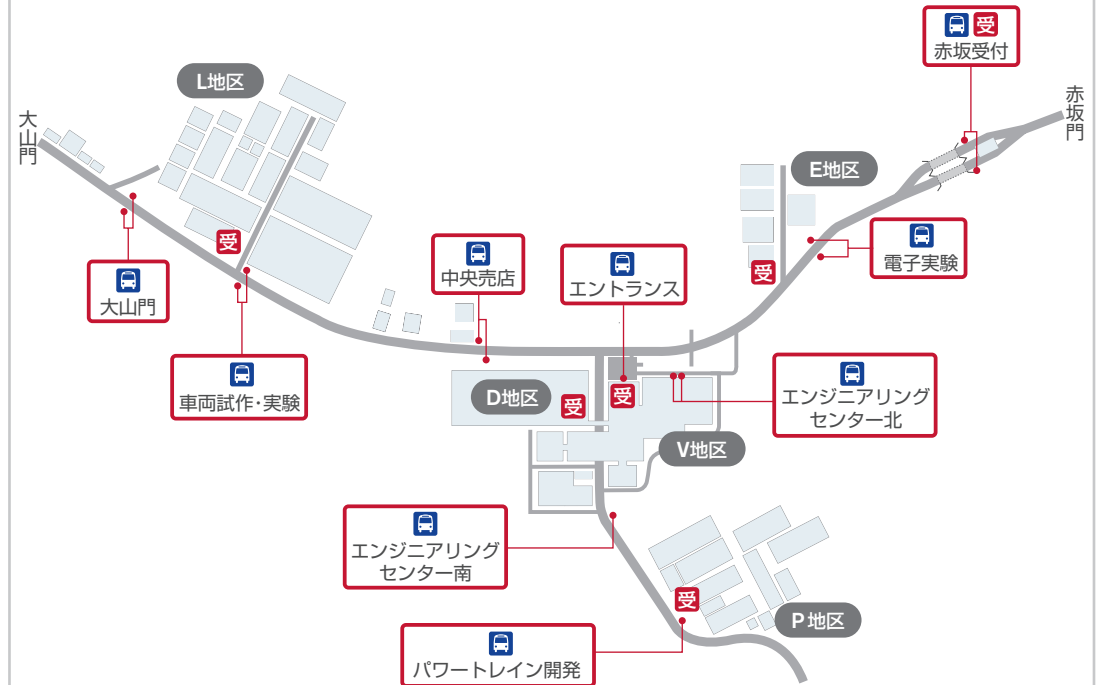 受
赤坂受付
L地区
大山門
赤坂門
E地区
受
中央売店
エントランス
受
電子実験
大山門
車両試作・実験
D地区
受
受
エンジニアリング
センター北
V地区
エンジニアリング
センター南
受
P地区
パワートレイン開発